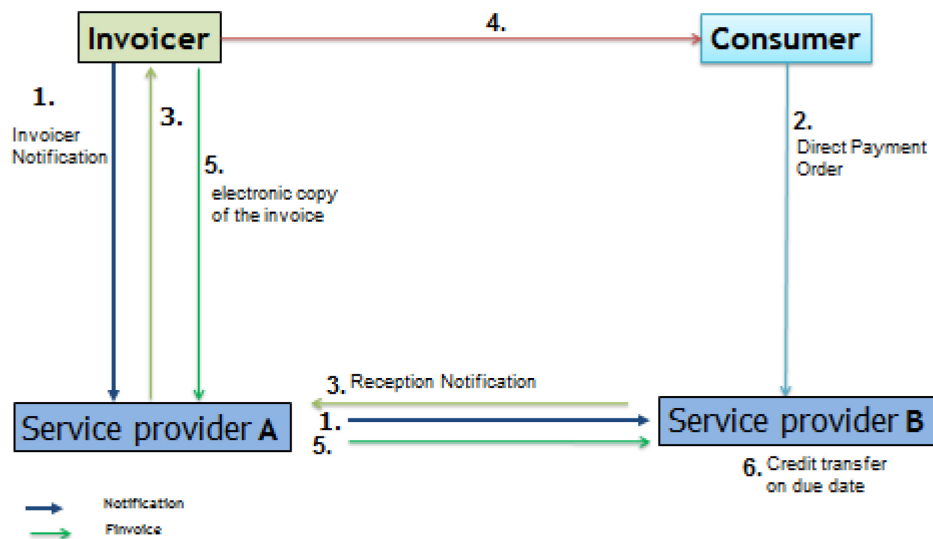 Invoicer
4.
Consumer
1.
Invoicer
Notification
3.
5.
electronic copy
of the invoice
2.
Direct Payment
Order
3. Reception Notification
Service provider A
1.
5.
Service provider B
6. Credit transfer
on due date
Notification
Finvoice